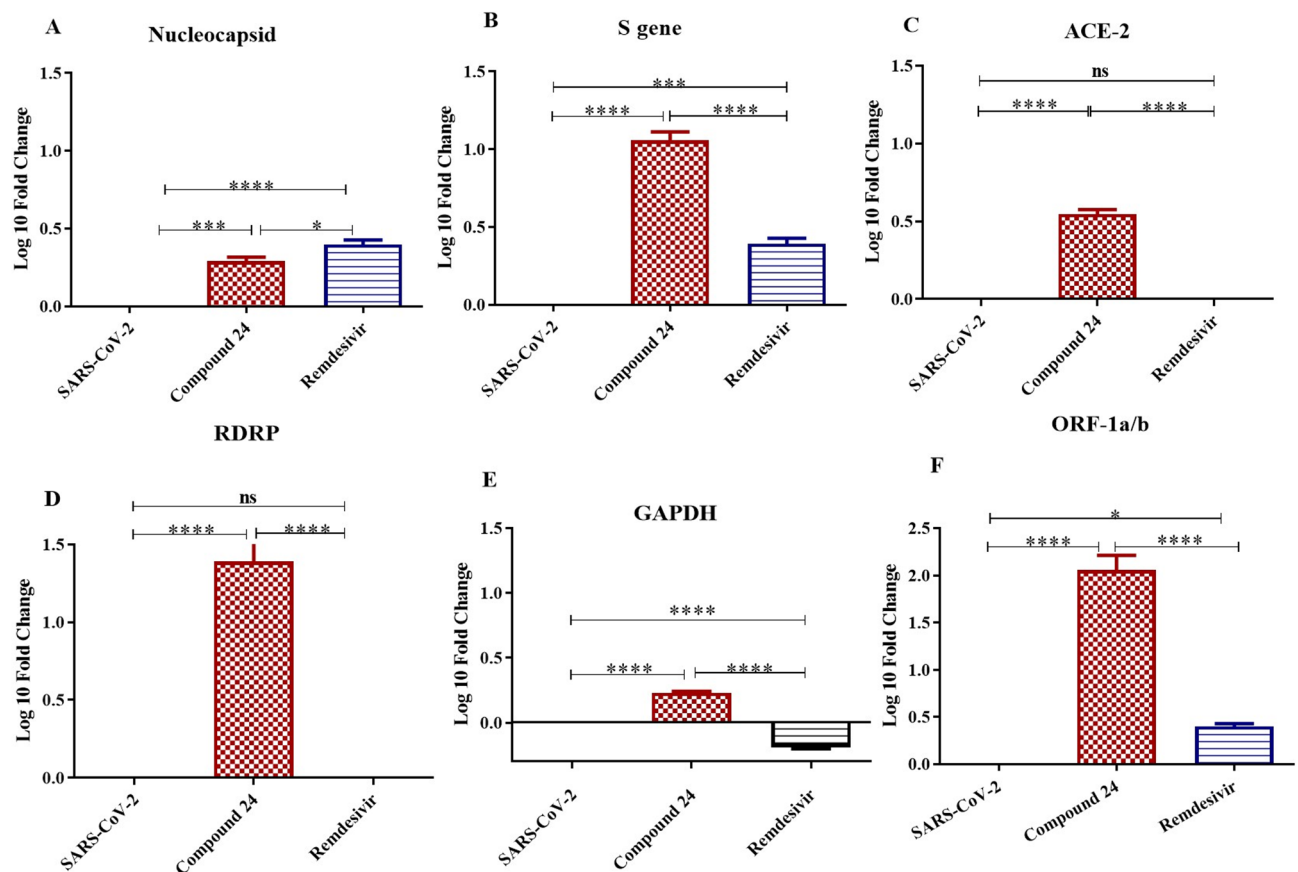 A
Nucleocapsid
Log 10 Fold Change
1.5
1.0
0.5
0.0
****
***
*
SARS-CoV-2
Compound 24
Remdesivir
B
S gene
Log 10 Fold Change
1.5
1.0
0.5
0.0
***
****
****
SARS-CoV-2
Compound 24
Remdesivir
C
ACE-2
Log 10 Fold Change
1.5
1.0
0.5
0.0
ns
****
****
SARS-CoV-2
Compound 24
Remdesivir
RDRP
D
Log 10 Fold Change
1.5
1.0
0.5
0.0
ns
****
****
SARS-CoV-2
Compound 24
Remdesivir
E
GAPDH
Log 10 Fold Change
1.5
1.0
0.5
0.0
****
****
****
SARS-CoV-2
Compound 24
Remdesivir
ORF-1a/b
F
Log 10 Fold Change
2.5
2.0
1.5
1.0
0.5
0.0
*
****
****
SARS-CoV-2
Compound 24
Remdesivir